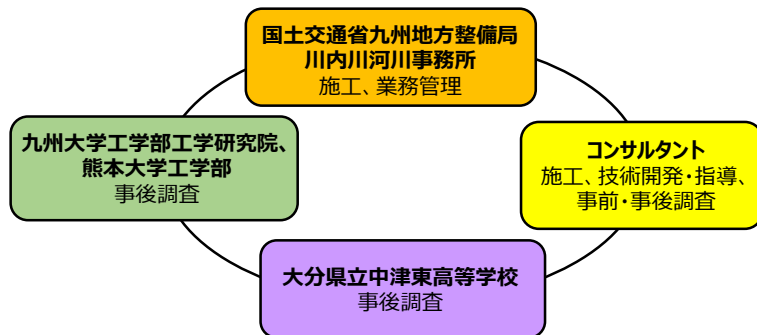 国土交通省九州地方整備局
川内川河川事務所
施工、業務管理
九州大学工学部工学研究院、
熊本大学工学部
事後調査
コンサルタント
施工、技術開発・指導、
事前・事後調査
大分県立中津東高等学校
事後調査